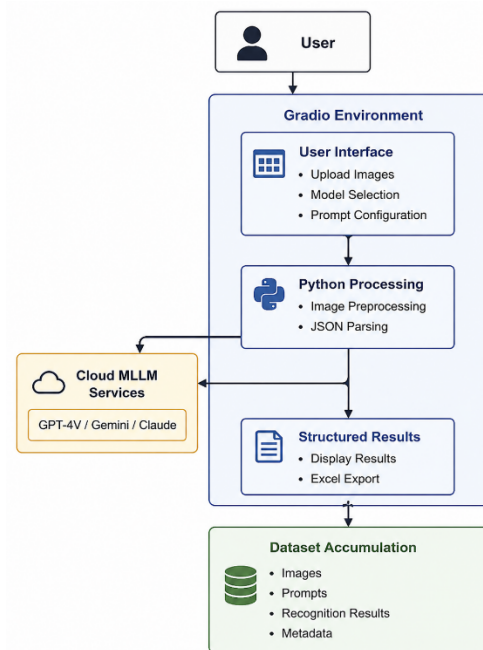 User
Gradio Environment
User Interface
• Upload Images
• Model Selection
• Prompt Configuration
Python Processing
• Image Preprocessing
• JSON Parsing
Cloud MLLM
Services
GPT-4V / Gemini / Claude
Structured Results
• Display Results
• Excel Export
Dataset Accumulation
• Images
• Prompts
• Recognition Results
• Metadata